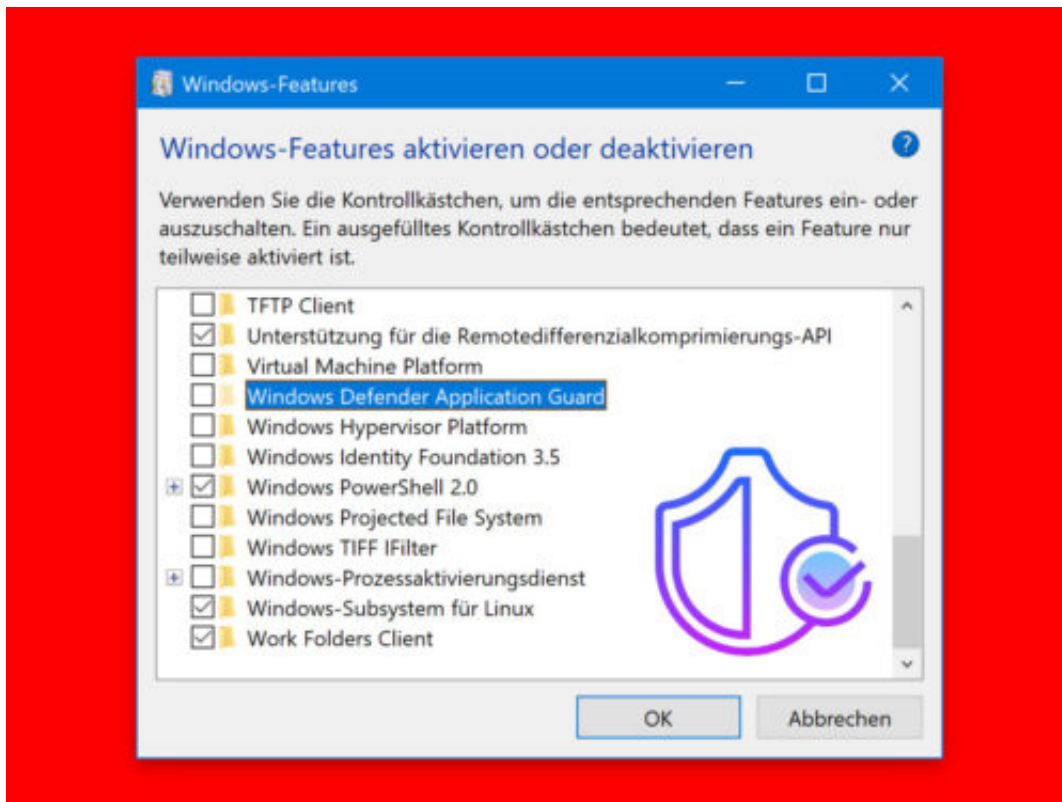 Windows-Features
Windows-Features aktivieren oder deaktivieren
Verwenden Sie die Kontrollkästchen, um die entsprechenden Features ein- oder
auszuschalten. Ein ausgefülltes Kontrollkästchen bedeutet, dass ein Feature nur
teilweise aktiviert ist.
TFTP Client
Unterstützung für die Remotedifferenzialkomprimierungs-API
Virtual Machine Platform
Windows Defender Application Guard
Windows Hypervisor Platform
Windows Identity Foundation 3.5
Windows PowerShell 2.0
Windows Projected File System
Windows TIFF IFilter
Windows-Prozessaktivierungsdienst
Windows-Subsystem für Linux
Work Folders Client
OK
Abbrechen